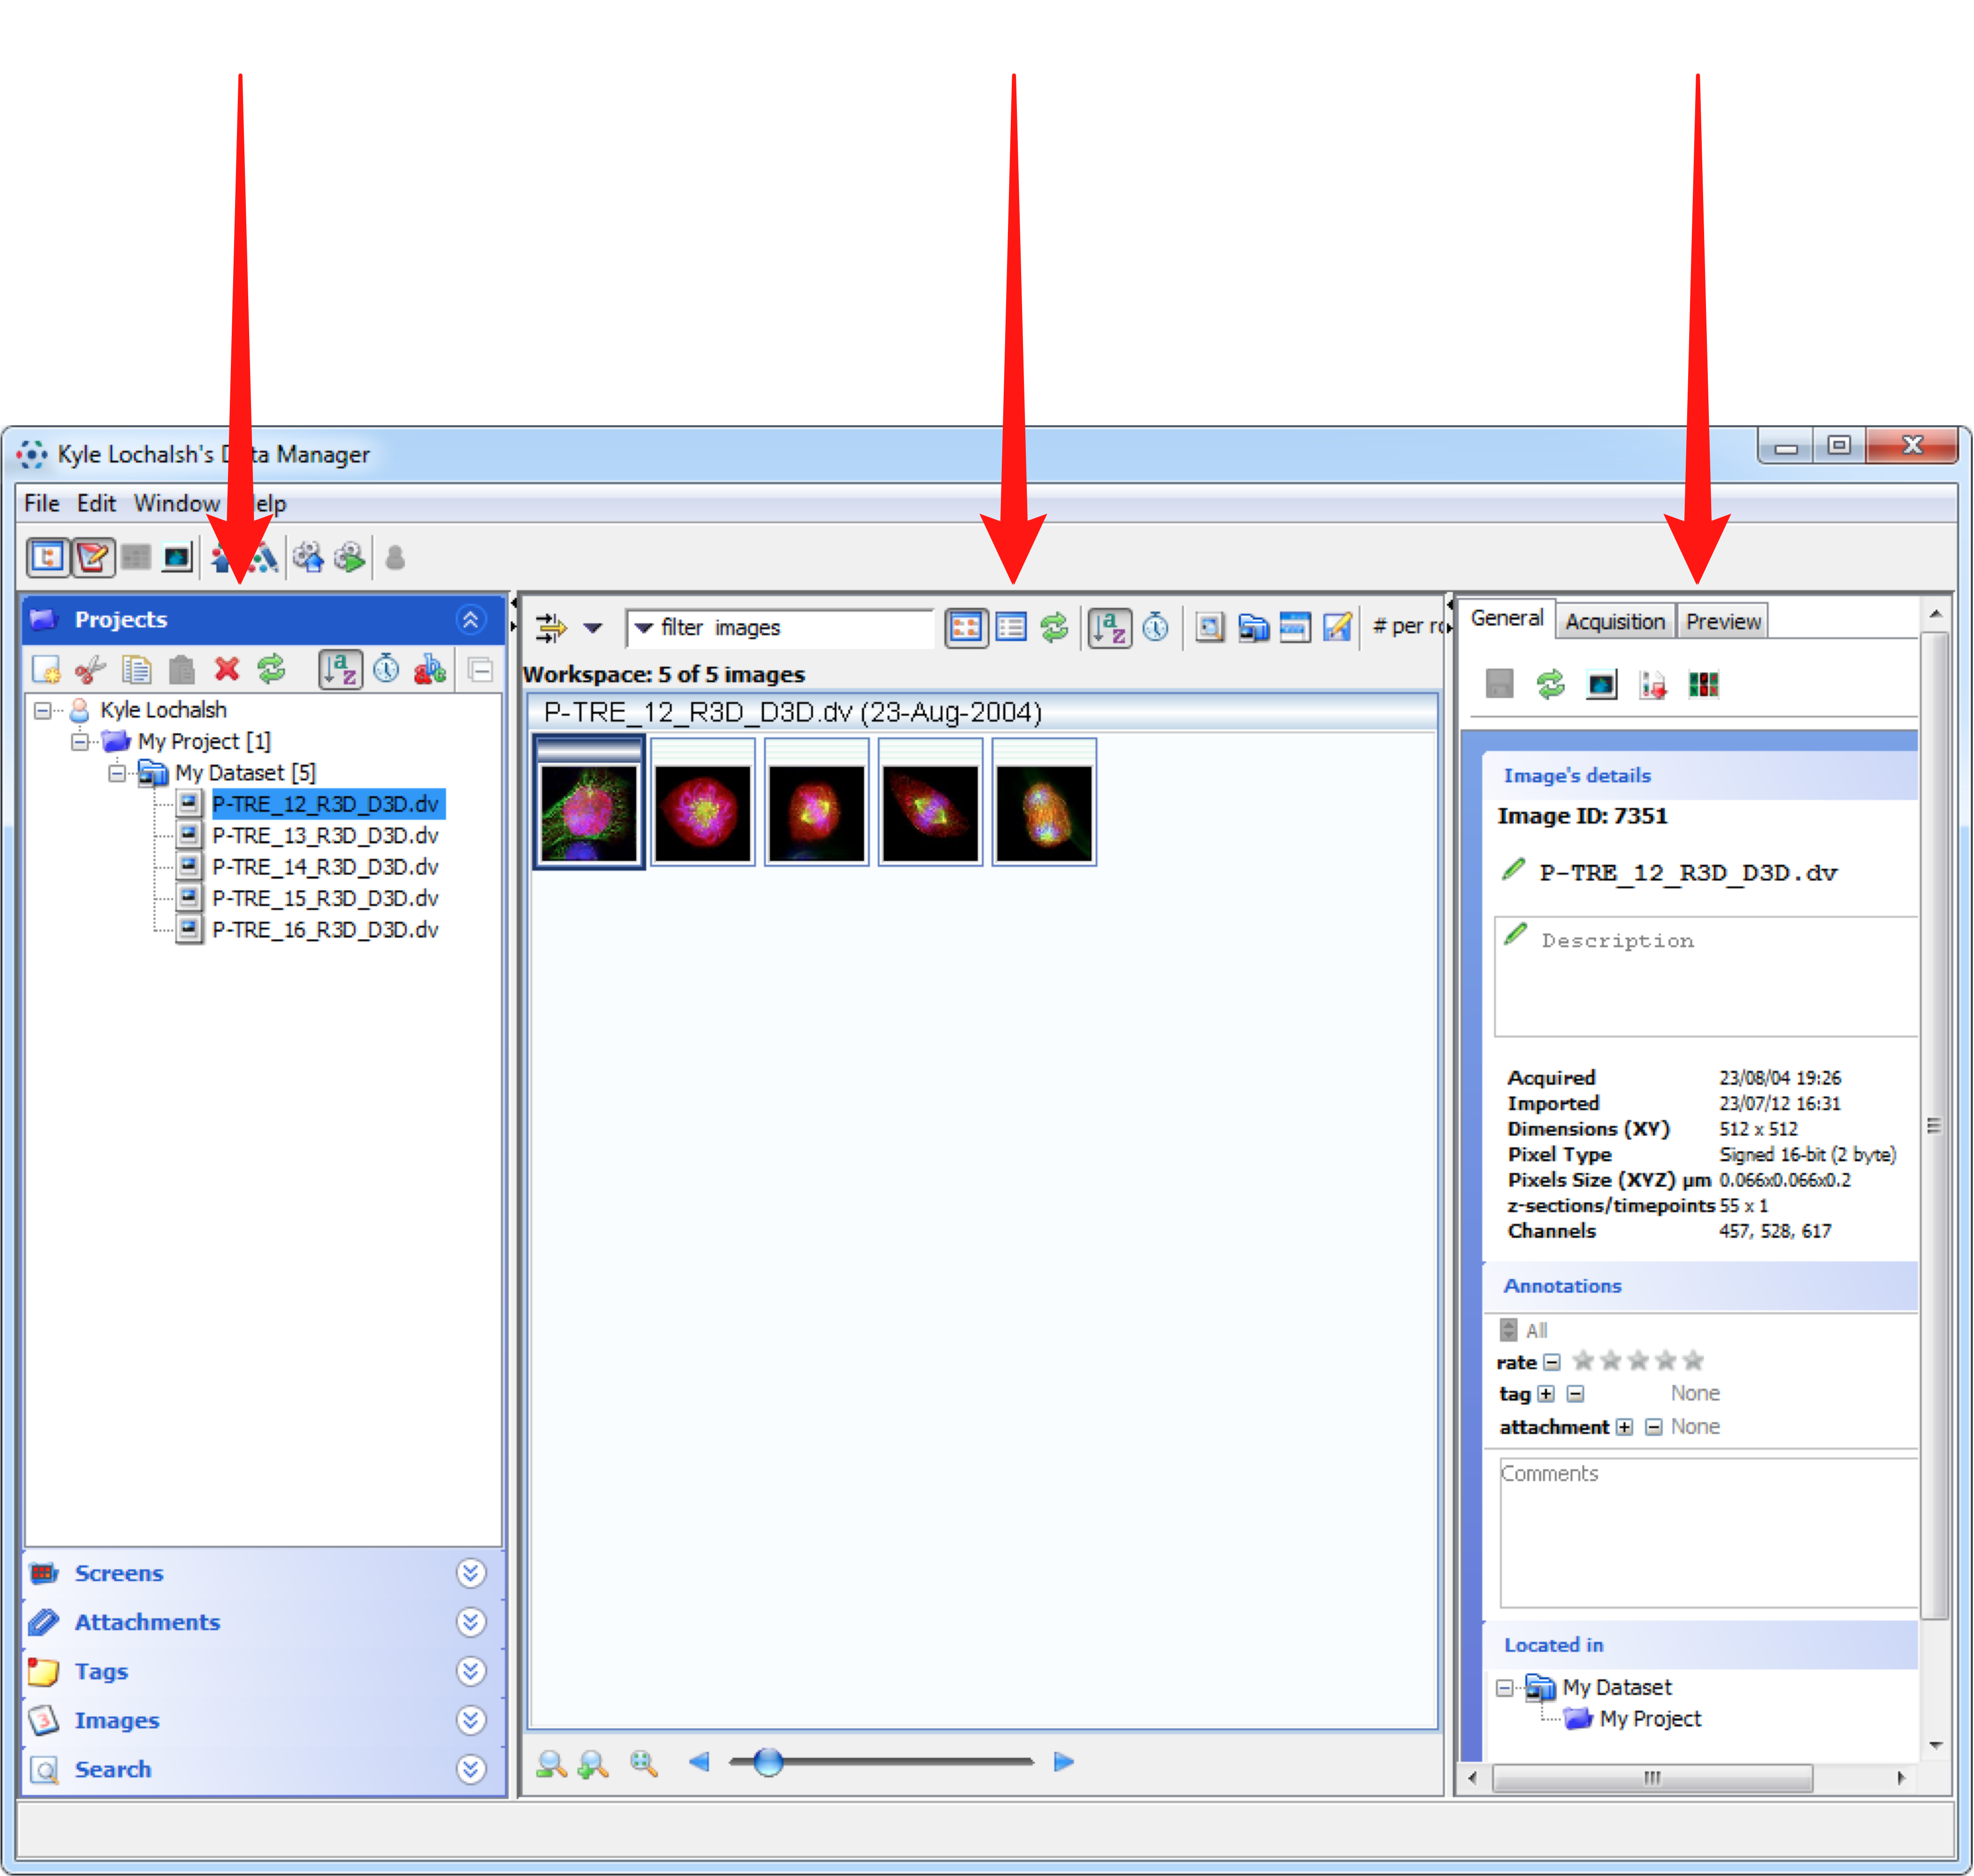 Kyle Lochalsh's Data Manager
File Edit Window Help
Projects
Kyle Lochalsh
My Project [1]
My Dataset [5]
P-TRE_12_R3D_D3D.dv
P-TRE_13_R3D_D3D.dv
P-TRE_14_R3D_D3D.dv
P-TRE_15_R3D_D3D.dv
P-TRE_16_R3D_D3D.dv
Screens
Attachments
Tags
Images
Search
filter images
# per ro
Workspace: 5 of 5 images
P-TRE_12_R3D_D3D.dv (23-Aug-2004)
General Acquisition Preview
Image's details
Image ID: 7351
P-TRE_12_R3D_D3D.dv
Description
Acquired 23/08/04 19:26
Imported 23/07/12 16:31
Dimensions (XY) 512 x 512
Pixel Type Signed 16-bit (2 byte)
Pixels Size (XYZ) µm 0.066x0.066x0.2
z-sections/timepoints 55 x 1
Channels 457, 528, 617
Annotations
All
rate
tag None
attachment None
Comments
Located in
My Dataset
My Project